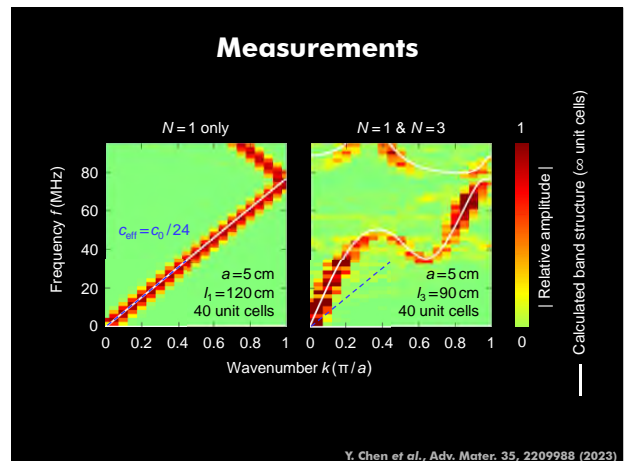 Measurements
N = 1 only
N = 1 & N = 3
Frequency f (MHz)
80
60
40
20
0
c_eff = c_0/24
a = 5 cm
l_1 = 120 cm
40 unit cells
0 0.2 0.4 0.6 0.8 1
a = 5 cm
l_3 = 90 cm
40 unit cells
0 0.2 0.4 0.6 0.8 1
Wavenumber k (π/a)
1
0
| Relative amplitude |
Calculated band structure (∞ unit cells)
Y. Chen et al., Adv. Mater. 35, 2209988 (2023)